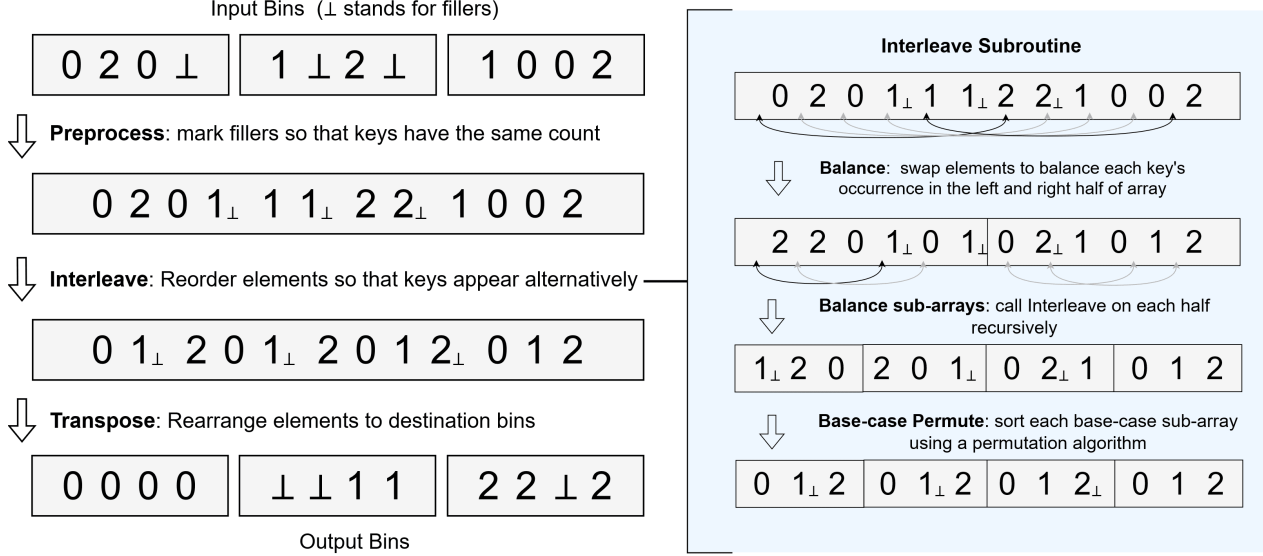 Input Bins (⊥ stands for fillers)
0 2 0 ⊥ 1 ⊥ 2 ⊥ 1 0 0 2
Preprocess: mark fillers so that keys have the same count
0 2 0 1⊥ 1 1⊥ 2 2⊥ 1 0 0 2
Interleave: Reorder elements so that keys appear alternatively
0 1⊥ 2 0 1⊥ 2 0 1 2⊥ 0 1 2
Transpose: Rearrange elements to destination bins
0 0 0 0 ⊥ ⊥ 1 1 2 2 ⊥ 2
Output Bins
Interleave Subroutine
0 2 0 1⊥ 1 1⊥ 2 2⊥ 1 0 0 2
Balance: swap elements to balance each key's
occurrence in the left and right half of array
2 2 0 1⊥ 0 1⊥ 0 2⊥ 1 0 1 2
Balance sub-arrays: call Interleave on each half
recursively
1⊥ 2 0 2 0 1⊥ 0 2⊥ 1 0 1 2
Base-case Permute: sort each base-case sub-array
using a permutation algorithm
0 1⊥ 2 0 1⊥ 2 0 1 2⊥ 0 1 2